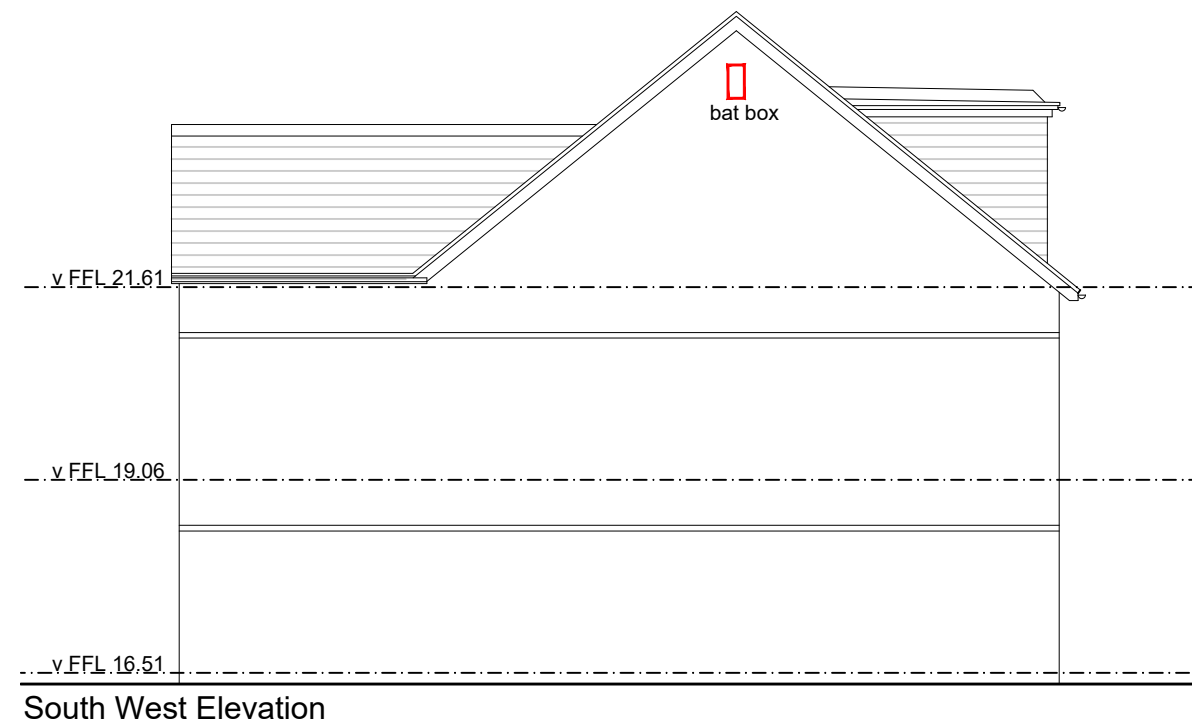 bat box
v FFL 21.61
v FFL 19.06
v FFL 16.51
South West Elevation